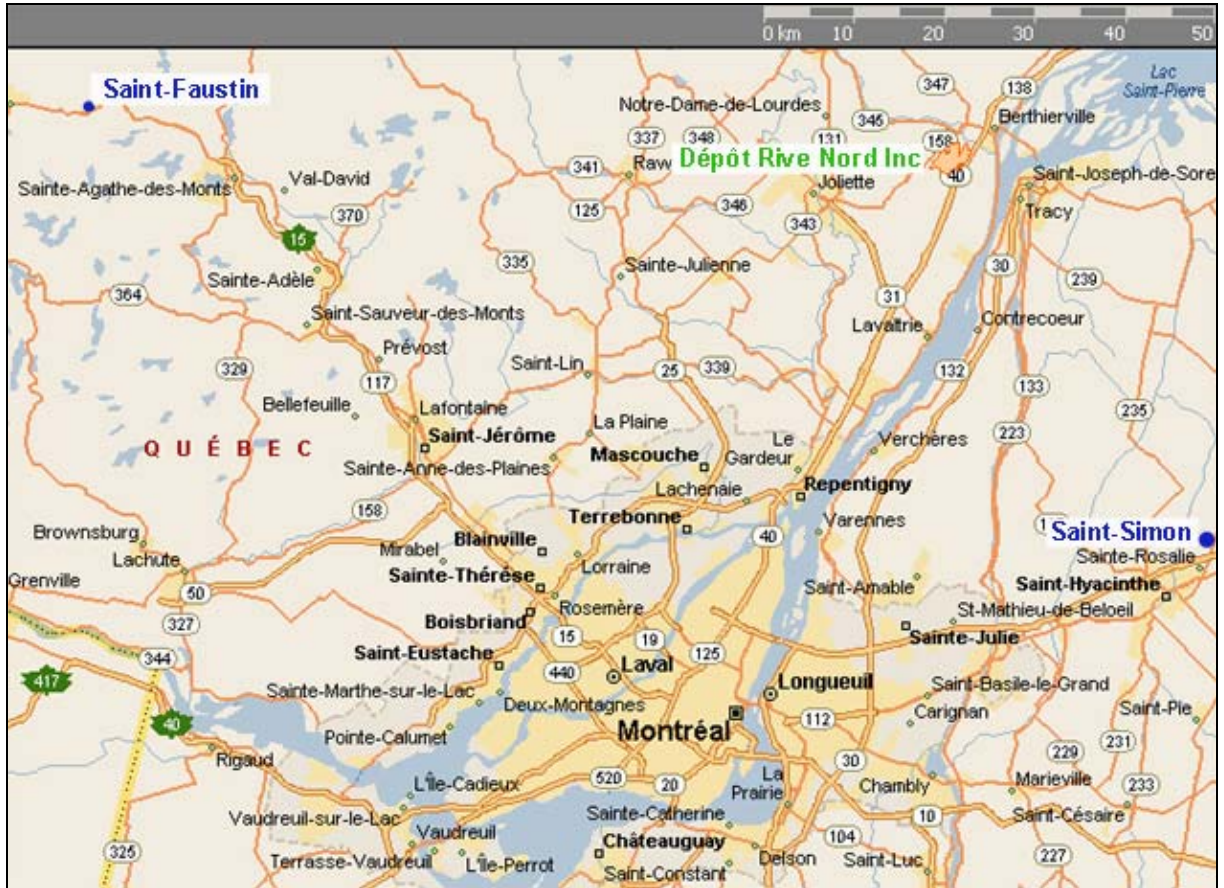 0 km 10 20 30 40 50
Lac
Saint-Pierre
Saint-Faustin
347
138
Notre-Dame-de-Lourdes
345
Berthierville
337
348
131
158
341
Raw
Dépôt Rive Nord Inc
40
Saint-Joseph-de-Sore
Joliette
Sainte-Agathe-des-Monts
Val-David
125
346
Tracy
370
343
15
335
Sainte-Julienne
30
239
Sainte-Adèle
364
31
Saint-Sauveur-des-Monts
Lavaltrie
Contrecoeur
Prévost
Saint-Lin
329
117
25
339
132
133
Bellefeuille
Lafontaine
235
La Plaine
223
QUÉBEC
Saint-Jérôme
Le
Gardeur
Verchères
Mascouche
Sainte-Anne-des-Plaines
Lachenaie
Repentigny
158
Terrebonne
Varennes
Brownsburg
40
Saint-Simon
Blainville
Mirabel
Lachute
Lorraine
Sainte-Rosalie
Grenville
Sainte-Thérése
Saint-Amable
Saint-Hyacinthe
50
Rosemère
St-Mathieu-de-Beloeil
327
Boisbriand
15
19
Sainte-Julie
344
Saint-Eustache
125
440
Laval
417
Longueuil
Saint-Basile-le-Grand
Sainte-Marthe-sur-le-Lac
Deux-Montagnes
112
Carignan
Saint-Pie
40
Montréal
Pointe-Calumet
231
229
Rigaud
30
520
20
La
Prairie
Chambly
Marieville
233
L'Île-Cadieux
Vaudreuil-sur-le-Lac
Sainte-Catherine
10
Saint-Césaire
Vaudreuil
104
325
Châteauguay
Terrasse-Vaudreuil
L'Île-Perrot
Delson
Saint-Luc
227
Saint-Constant